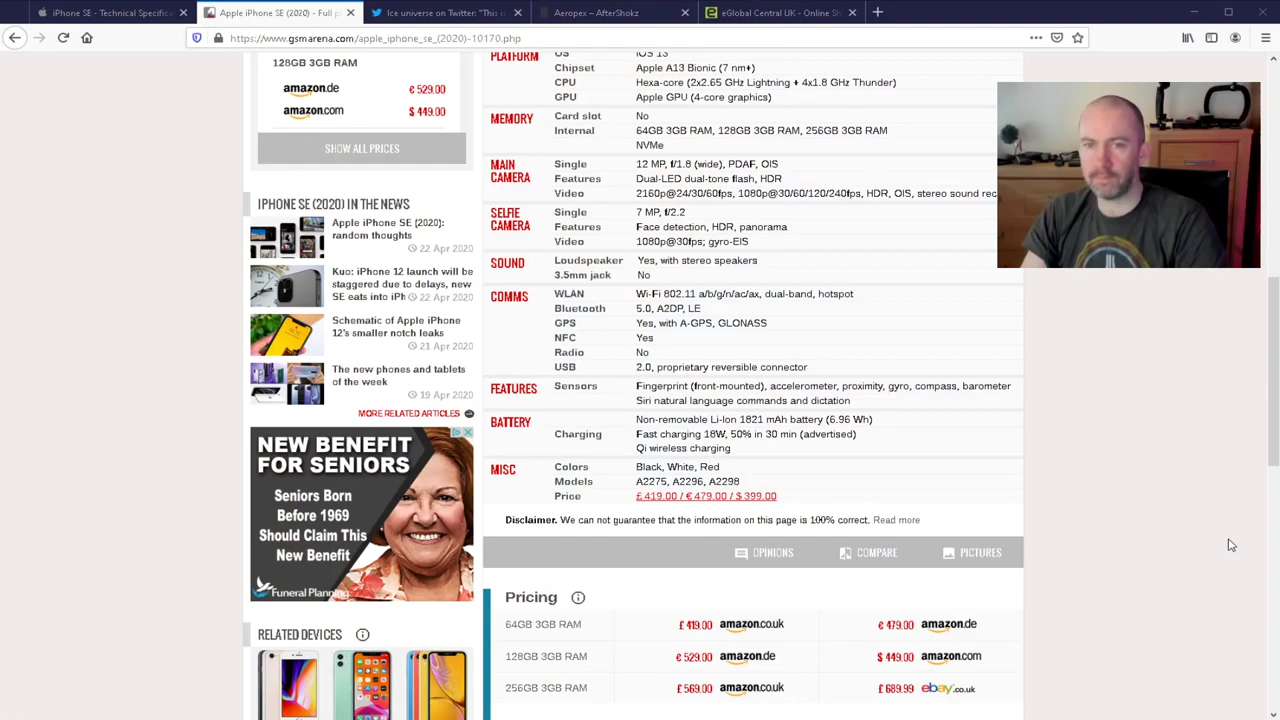 iPhone SE - Technical Specific
Apple iPhone SE (2020) - Full p
Ice universe on Twitter: "This is
Aeropex – AfterShokz
eGlobal Central UK - Online Sh
https://www.gsmarena.com/apple_iphone_se_(2020)-10170.php
128GB 3GB RAM
amazon.de € 529.00
amazon.com $ 449.00
SHOW ALL PRICES
IPHONE SE (2020) IN THE NEWS
Apple iPhone SE (2020):
random thoughts
22 Apr 2020
Kuo: iPhone 12 launch will be
staggered due to delays, new
SE eats into iPh 22 Apr 2020
Schematic of Apple iPhone
12's smaller notch leaks
21 Apr 2020
The new phones and tablets
of the week
19 Apr 2020
MORE RELATED ARTICLES
NEW BENEFIT
FOR SENIORS
Seniors Born
Before 1969
Should Claim This
New Benefit
Funeral Planning
RELATED DEVICES
PLATFORM OS iOS 13
Chipset Apple A13 Bionic (7 nm+)
CPU Hexa-core (2x2.65 GHz Lightning + 4x1.8 GHz Thunder)
GPU Apple GPU (4-core graphics)
MEMORY Card slot No
Internal 64GB 3GB RAM, 128GB 3GB RAM, 256GB 3GB RAM
NVMe
MAIN CAMERA Single 12 MP, f/1.8 (wide), PDAF, OIS
Features Dual-LED dual-tone flash, HDR
Video 2160p@24/30/60fps, 1080p@30/60/120/240fps, HDR, OIS, stereo sound rec
SELFIE CAMERA Single 7 MP, f/2.2
Features Face detection, HDR, panorama
Video 1080p@30fps; gyro-EIS
SOUND Loudspeaker Yes, with stereo speakers
3.5mm jack No
COMMS WLAN Wi-Fi 802.11 a/b/g/n/ac/ax, dual-band, hotspot
Bluetooth 5.0, A2DP, LE
GPS Yes, with A-GPS, GLONASS
NFC Yes
Radio No
USB 2.0, proprietary reversible connector
FEATURES Sensors Fingerprint (front-mounted), accelerometer, proximity, gyro, compass, barometer
Siri natural language commands and dictation
BATTERY Non-removable Li-Ion 1821 mAh battery (6.96 Wh)
Charging Fast charging 18W, 50% in 30 min (advertised)
Qi wireless charging
MISC Colors Black, White, Red
Models A2275, A2296, A2298
Price £ 419.00 / € 479.00 / $ 399.00
Disclaimer. We can not guarantee that the information on this page is 100% correct. Read more
OPINIONS COMPARE PICTURES
Pricing
64GB 3GB RAM £ 419.00 amazon.co.uk € 479.00 amazon.de
128GB 3GB RAM € 529.00 amazon.de $ 449.00 amazon.com
256GB 3GB RAM £ 569.00 amazon.co.uk £ 689.99 ebay.co.uk